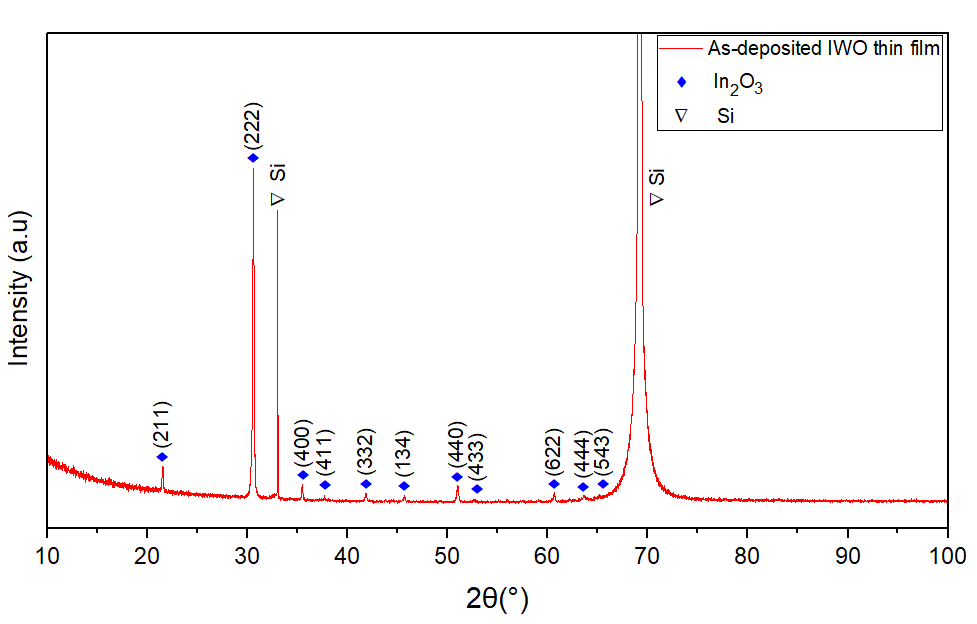 As-deposited IWO thin film
In₂O₃
Si
(222)
Si
Si
(211)
(400)
(411)
(332)
(134)
(440)
(433)
(622)
(444)
(543)
Intensity (a.u)
10 20 30 40 50 60 70 80 90 100
2θ(°)